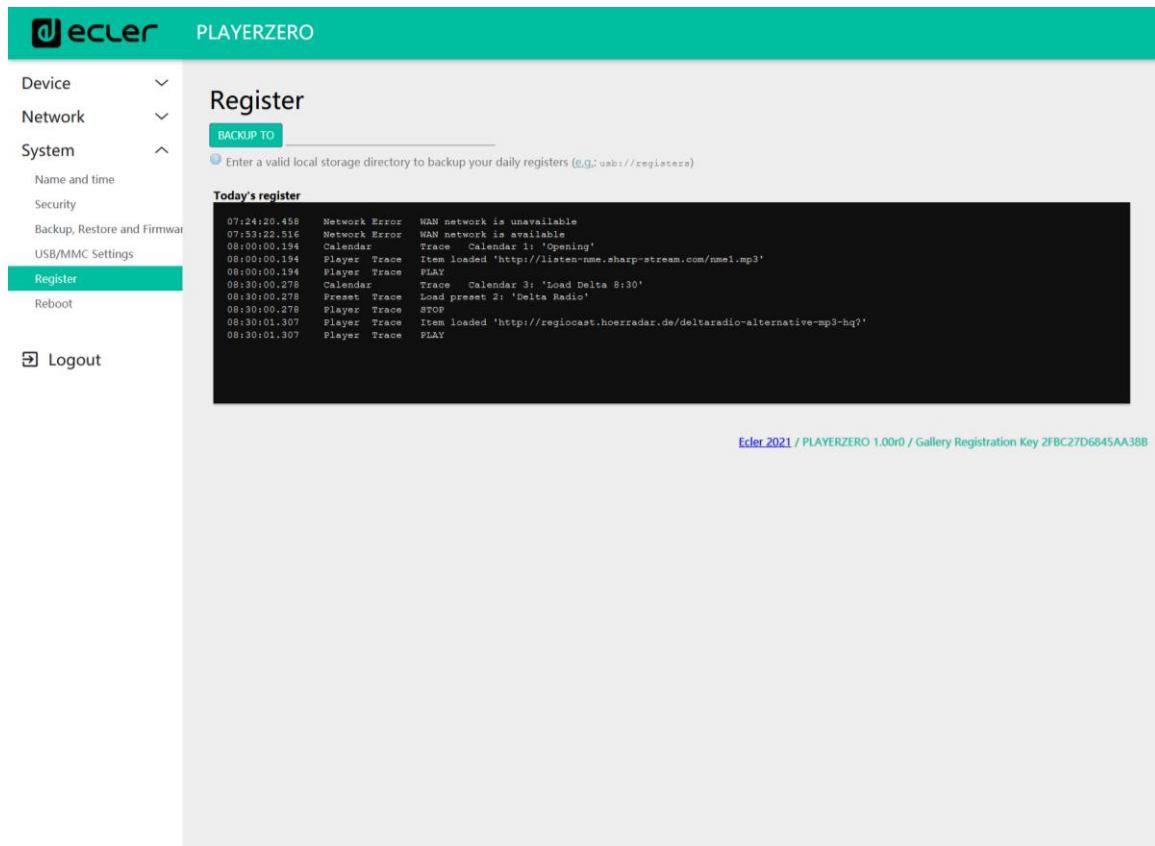 ecler
PLAYERZERO
Device
Network
System
Name and time
Security
Backup, Restore and Firmwar
USB/MMC Settings
Register
Reboot
Logout
Register
BACKUP TO
Enter a valid local storage directory to backup your daily registers (e.g.: usb://registers)
Today's register
07:24:20.458 Network Error WAN network is unavailable
07:53:22.516 Network Error WAN network is available
08:00:00.194 Calendar Trace Calendar 1: 'Opening'
08:00:00.194 Player Trace Item loaded 'http://listen-nme.sharp-stream.com/nme1.mp3'
08:00:00.194 Player Trace PLAY
08:30:00.278 Calendar Trace Calendar 3: 'Load Delta 8:30'
08:30:00.278 Preset Trace Load preset 2: 'Delta Radio'
08:30:00.278 Player Trace STOP
08:30:01.307 Player Trace Item loaded 'http://regiocast.hoerradar.de/deltaradio-alternative-mp3-hq?'
08:30:01.307 Player Trace PLAY
Ecler 2021 / PLAYERZERO 1.00r0 / Gallery Registration Key 2FBC27D6845AA38B